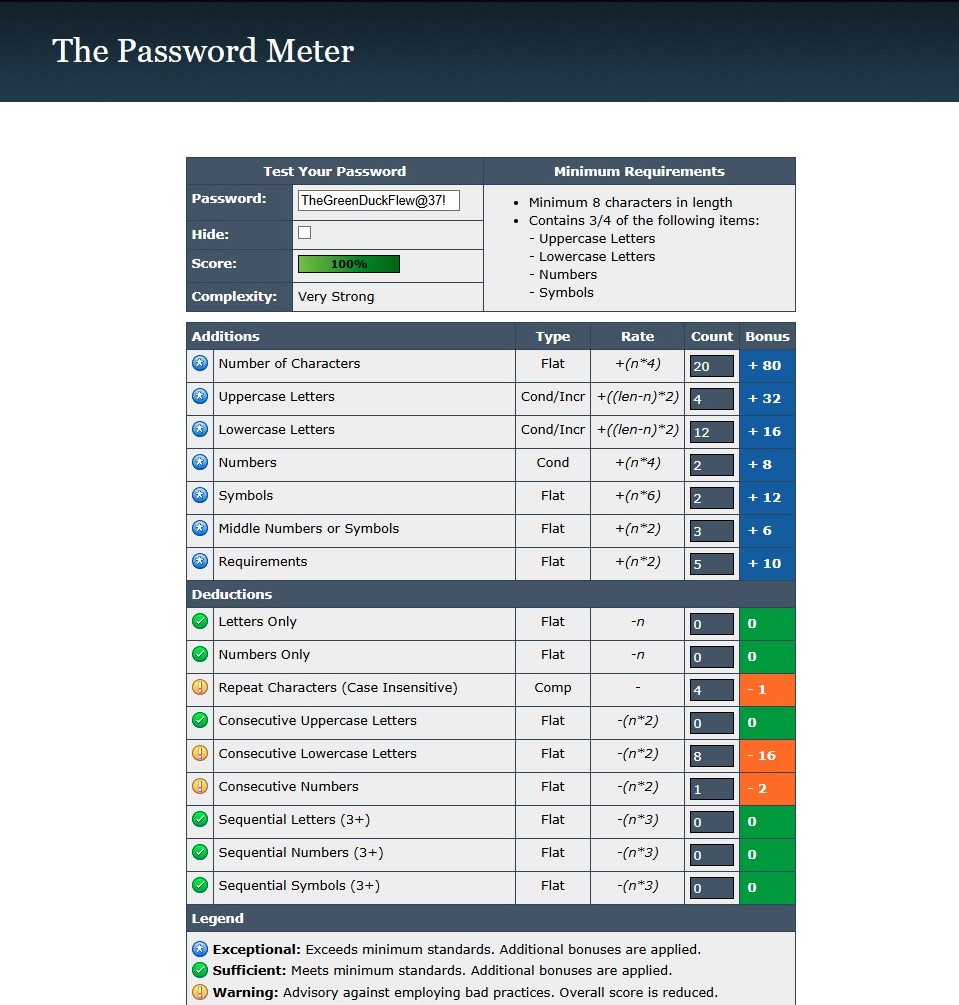 The Password Meter
Test Your Password Minimum Requirements
Password: TheGreenDuckFlew@37!
• Minimum 8 characters in length
• Contains 3/4 of the following items:
- Uppercase Letters
- Lowercase Letters
- Numbers
- Symbols
Hide:
Score: 100%
Complexity: Very Strong
Additions Type Rate Count Bonus
Number of Characters Flat +(n*4) 20 + 80
Uppercase Letters Cond/Incr +((len-n)*2) 4 + 32
Lowercase Letters Cond/Incr +((len-n)*2) 12 + 16
Numbers Cond +(n*4) 2 + 8
Symbols Flat +(n*6) 2 + 12
Middle Numbers or Symbols Flat +(n*2) 3 + 6
Requirements Flat +(n*2) 5 + 10
Deductions
Letters Only Flat -n 0 0
Numbers Only Flat -n 0 0
Repeat Characters (Case Insensitive) Comp - 4 - 1
Consecutive Uppercase Letters Flat -(n*2) 0 0
Consecutive Lowercase Letters Flat -(n*2) 8 - 16
Consecutive Numbers Flat -(n*2) 1 - 2
Sequential Letters (3+) Flat -(n*3) 0 0
Sequential Numbers (3+) Flat -(n*3) 0 0
Sequential Symbols (3+) Flat -(n*3) 0 0
Legend
Exceptional: Exceeds minimum standards. Additional bonuses are applied.
Sufficient: Meets minimum standards. Additional bonuses are applied.
Warning: Advisory against employing bad practices. Overall score is reduced.